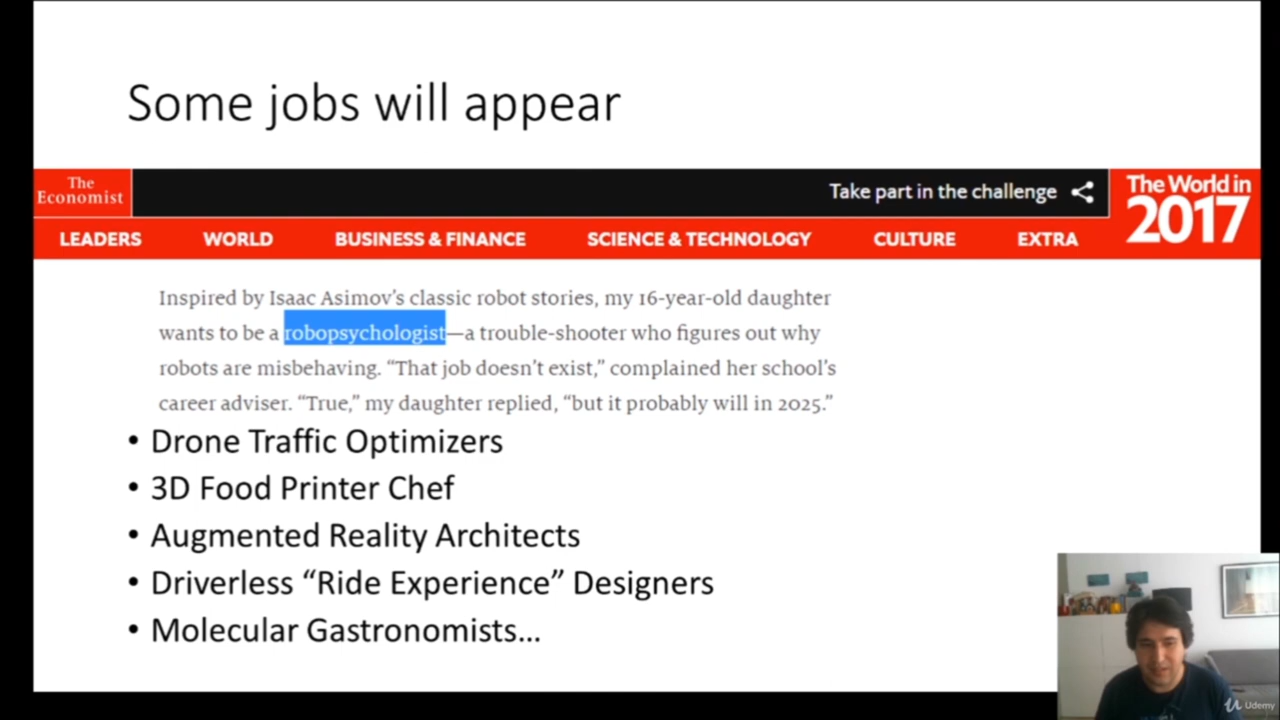 Some jobs will appear
The
Economist
Take part in the challenge
The World in
2017
LEADERS WORLD BUSINESS & FINANCE SCIENCE & TECHNOLOGY CULTURE EXTRA
Inspired by Isaac Asimov’s classic robot stories, my 16-year-old daughter
wants to be a robopsychologist—a trouble-shooter who figures out why
robots are misbehaving. “That job doesn’t exist,” complained her school’s
career adviser. “True,” my daughter replied, “but it probably will in 2025.”
• Drone Traffic Optimizers
• 3D Food Printer Chef
• Augmented Reality Architects
• Driverless “Ride Experience” Designers
• Molecular Gastronomists…
Udemy